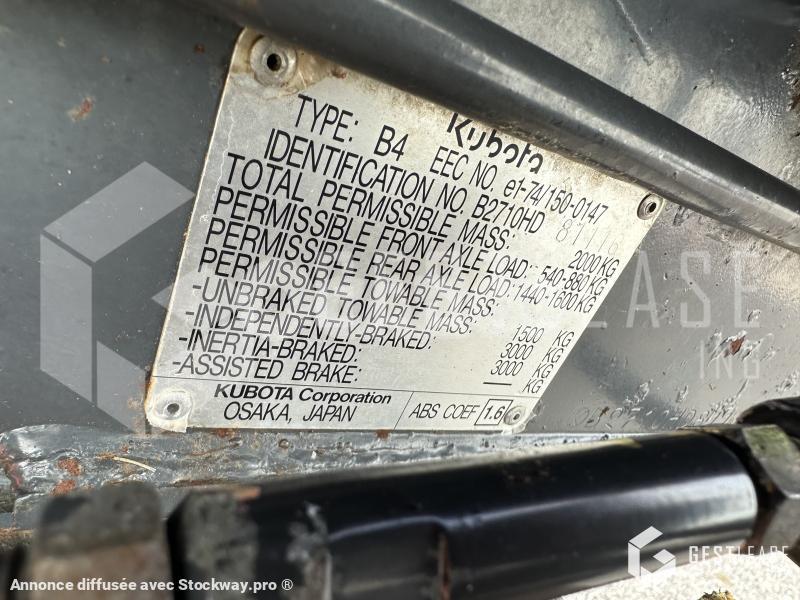 Kubota
TYPE: B4 EEC NO. e1-74/150-0147
IDENTIFICATION NO. B2710HD
TOTAL PERMISSIBLE MASS: 2000 KG
PERMISSIBLE FRONT AXLE LOAD: 540-880 KG
PERMISSIBLE REAR AXLE LOAD: 1440-1600 KG
PERMISSIBLE TOWABLE MASS:
-UNBRAKED TOWABLE MASS: 1500 KG
-INDEPENDENTLY-BRAKED: 3000 KG
-INERTIA-BRAKED: 3000 KG
-ASSISTED BRAKE: — KG
KUBOTA Corporation
OSAKA, JAPAN
ABS COEF 1.6
GESTLEASE
ING
GESTLEASE
Annonce diffusée avec Stockway.pro ®